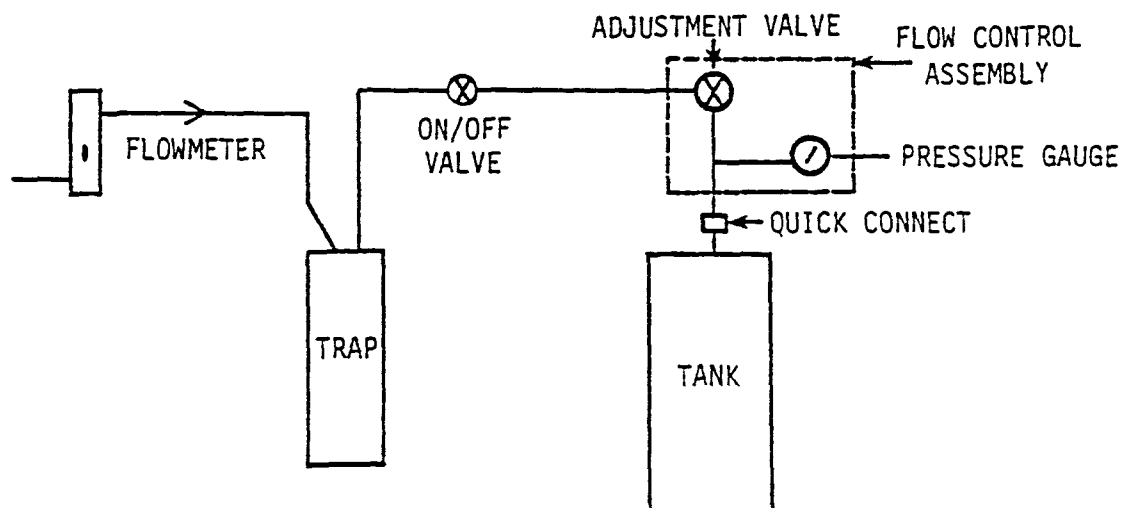 ADJUSTMENT VALVE
FLOW CONTROL
ASSEMBLY
FLOWMETER
ON/OFF
VALVE
PRESSURE GAUGE
QUICK CONNECT
TRAP
TANK